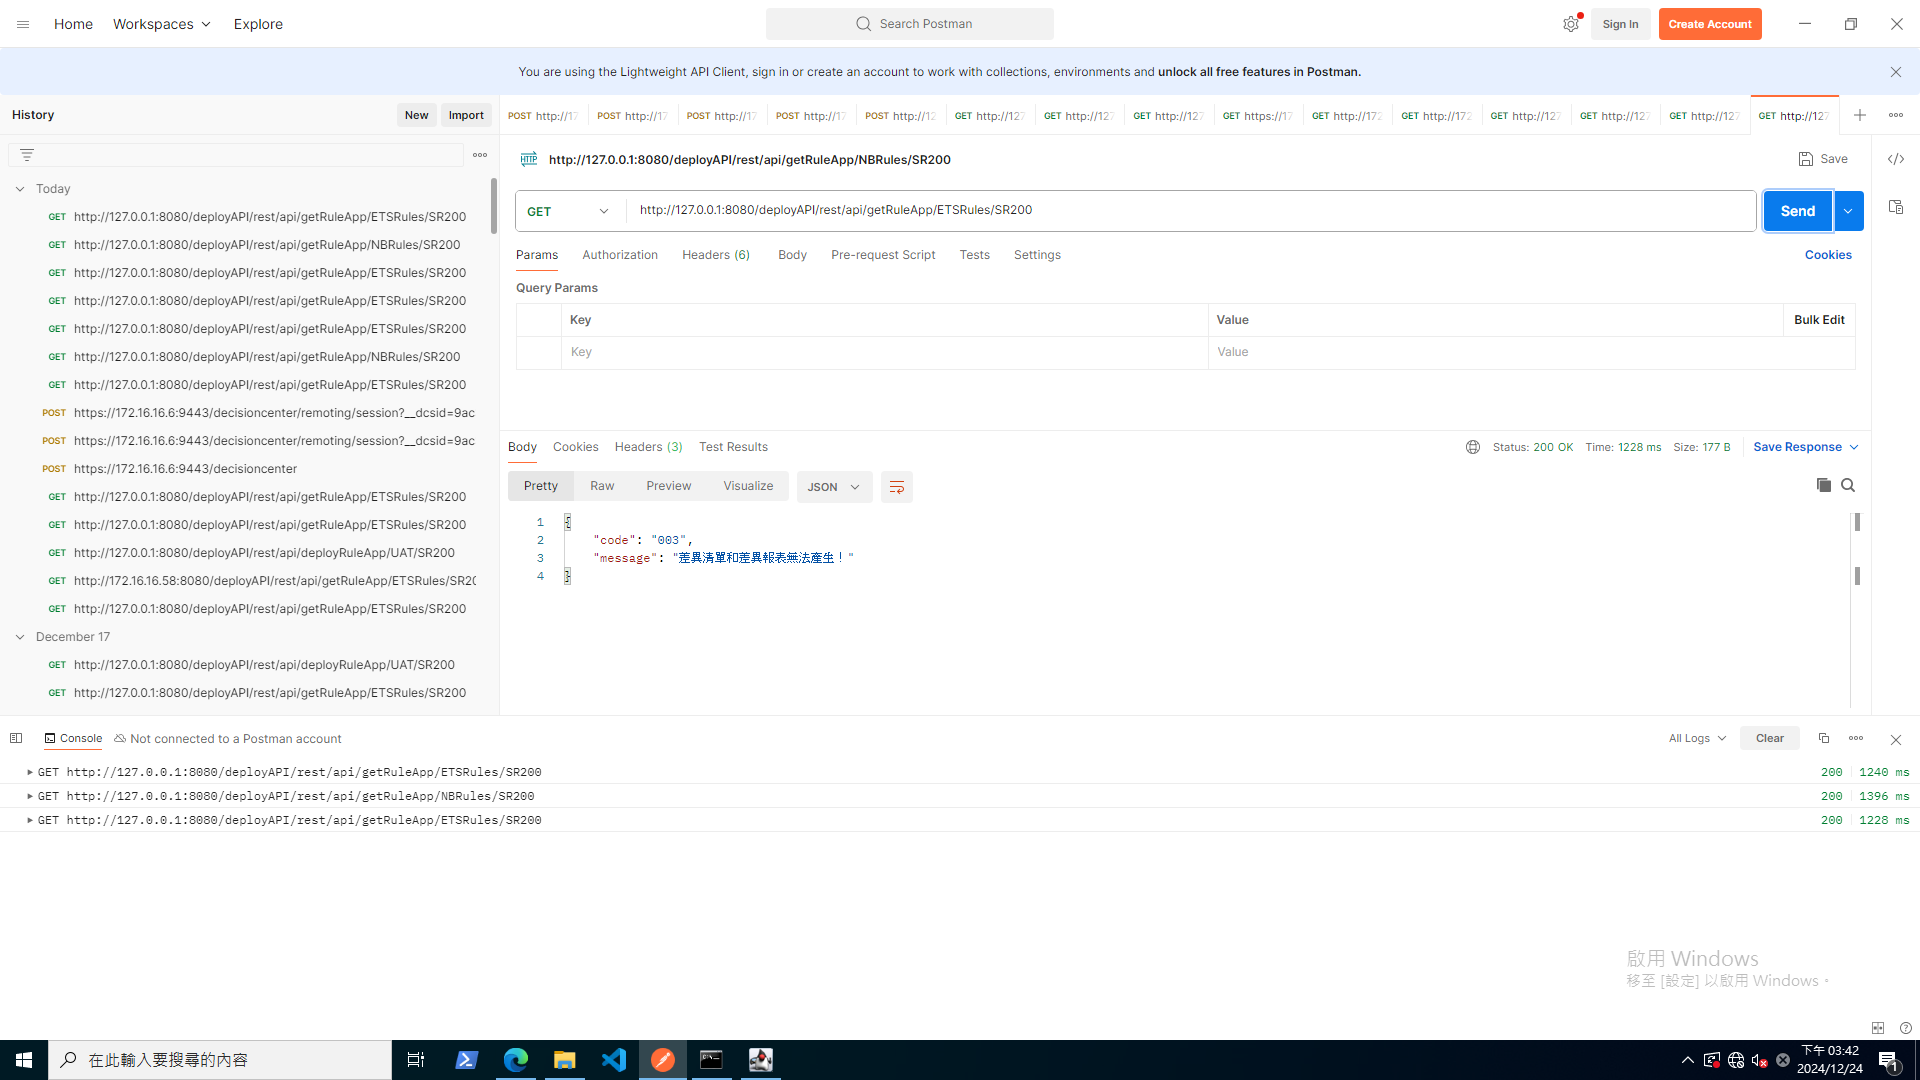 Home Workspaces Explore Search Postman Sign In Create Account
You are using the Lightweight API Client, sign in or create an account to work with collections, environments and unlock all free features in Postman.
History New Import
POST http://17 POST http://17 POST http://17 POST http://17 POST http://12 GET http://127 GET http://127 GET http://127 GET https://17 GET http://172 GET http://172 GET http://127 GET http://127 GET http://127 GET http://127
Today
GET http://127.0.0.1:8080/deployAPI/rest/api/getRuleApp/ETSRules/SR200
GET http://127.0.0.1:8080/deployAPI/rest/api/getRuleApp/NBRules/SR200
GET http://127.0.0.1:8080/deployAPI/rest/api/getRuleApp/ETSRules/SR200
GET http://127.0.0.1:8080/deployAPI/rest/api/getRuleApp/ETSRules/SR200
GET http://127.0.0.1:8080/deployAPI/rest/api/getRuleApp/ETSRules/SR200
GET http://127.0.0.1:8080/deployAPI/rest/api/getRuleApp/NBRules/SR200
GET http://127.0.0.1:8080/deployAPI/rest/api/getRuleApp/ETSRules/SR200
POST https://172.16.16.6:9443/decisioncenter/remoting/session?__dcsid=9ac
POST https://172.16.16.6:9443/decisioncenter/remoting/session?__dcsid=9ac
POST https://172.16.16.6:9443/decisioncenter
GET http://127.0.0.1:8080/deployAPI/rest/api/getRuleApp/ETSRules/SR200
GET http://127.0.0.1:8080/deployAPI/rest/api/getRuleApp/ETSRules/SR200
GET http://127.0.0.1:8080/deployAPI/rest/api/deployRuleApp/UAT/SR200
GET http://172.16.16.58:8080/deployAPI/rest/api/getRuleApp/ETSRules/SR20
GET http://127.0.0.1:8080/deployAPI/rest/api/getRuleApp/ETSRules/SR200
December 17
GET http://127.0.0.1:8080/deployAPI/rest/api/deployRuleApp/UAT/SR200
GET http://127.0.0.1:8080/deployAPI/rest/api/getRuleApp/ETSRules/SR200
HTTP http://127.0.0.1:8080/deployAPI/rest/api/getRuleApp/NBRules/SR200 Save
GET http://127.0.0.1:8080/deployAPI/rest/api/getRuleApp/ETSRules/SR200 Send
Params Authorization Headers (6) Body Pre-request Script Tests Settings Cookies
Query Params
Key Value Bulk Edit
Key Value
Body Cookies Headers (3) Test Results Status: 200 OK Time: 1228 ms Size: 177 B Save Response
Pretty Raw Preview Visualize JSON
1 {
2 "code": "003",
3 "message": "差異清單和差異報表無法產生！"
4 }
Console Not connected to a Postman account All Logs Clear
GET http://127.0.0.1:8080/deployAPI/rest/api/getRuleApp/ETSRules/SR200 200 1240 ms
GET http://127.0.0.1:8080/deployAPI/rest/api/getRuleApp/NBRules/SR200 200 1396 ms
GET http://127.0.0.1:8080/deployAPI/rest/api/getRuleApp/ETSRules/SR200 200 1228 ms
啟用 Windows
移至 [設定] 以啟用 Windows。
在此輸入要搜尋的內容
下午 03:42
2024/12/24
1